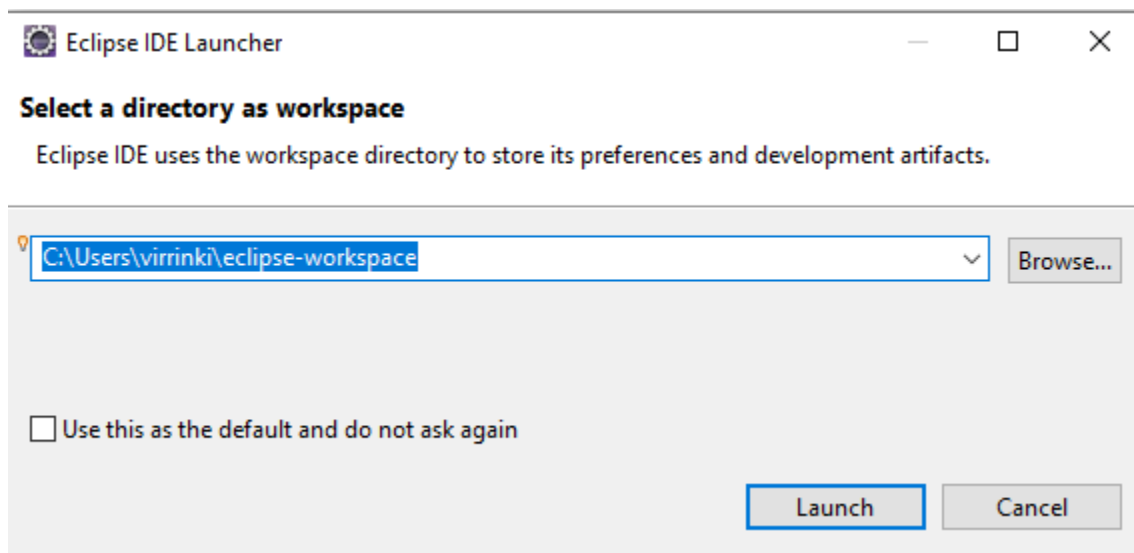 Eclipse IDE Launcher
Select a directory as workspace
Eclipse IDE uses the workspace directory to store its preferences and development artifacts.
C:\Users\virrinki\eclipse-workspace
Browse...
Use this as the default and do not ask again
Launch
Cancel